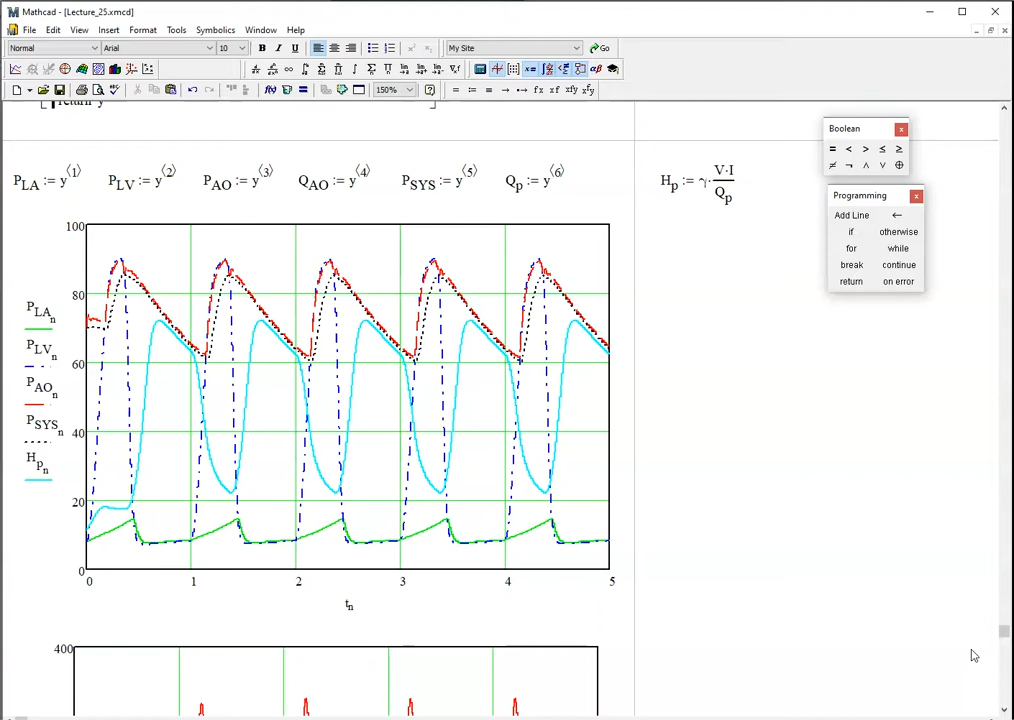 Mathcad - [Lecture_25.xmcd]
File Edit View Insert Format Tools Symbolics Window Help
Normal Arial 10 B I U My Site Go
150%
return y
P_LA := y^⟨1⟩ P_LV := y^⟨2⟩ P_AO := y^⟨3⟩ Q_AO := y^⟨4⟩ P_SYS := y^⟨5⟩ Q_p := y^⟨6⟩
H_p := γ·V·I/Q_p
Boolean
= < > ≤ ≥
≠ ¬ ∧ ∨ ⊕
Programming
Add Line ←
if otherwise
for while
break continue
return on error
100
80
60
40
20
0
P_LA_n
P_LV_n
P_AO_n
P_SYS_n
H_p_n
0 1 2 3 4 5
t_n
400